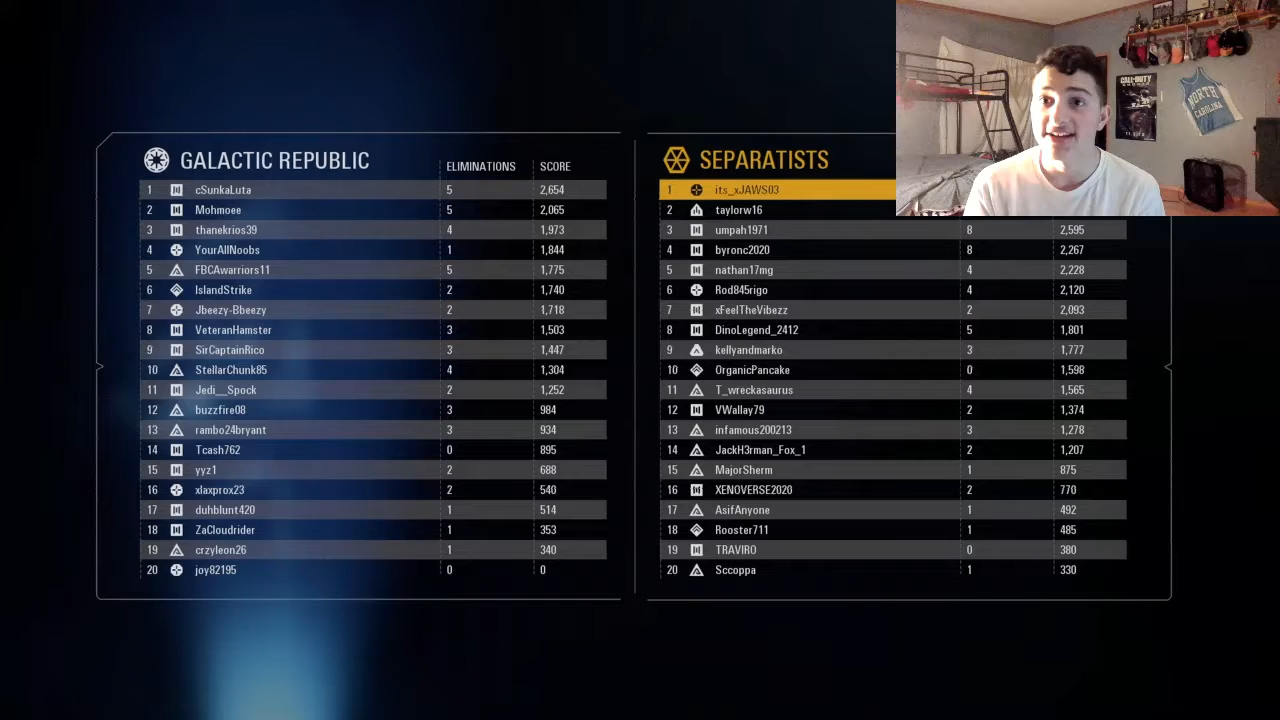 GALACTIC REPUBLIC ELIMINATIONS SCORE
1 cSunkaLuta 5 2,654
2 Mohmoee 5 2,065
3 thanekrios39 4 1,973
4 YourAllNoobs 1 1,844
5 FBCAwarriors11 5 1,775
6 IslandStrike 2 1,740
7 Jbeezy-Bbeezy 2 1,718
8 VeteranHamster 3 1,503
9 SirCaptainRico 3 1,447
10 StellarChunk85 4 1,304
11 Jedi__Spock 2 1,252
12 buzzfire08 3 984
13 rambo24bryant 3 934
14 Tcash762 0 895
15 yyz1 2 688
16 xlaxprox23 2 540
17 duhblunt420 1 514
18 ZaCloudrider 1 353
19 crzyleon26 1 340
20 joy82195 0 0
SEPARATISTS
1 its_xJAWS03
2 taylorw16
3 umpah1971 8 2,595
4 byronc2020 8 2,267
5 nathan17mg 4 2,228
6 Rod845rigo 4 2,120
7 xFeelTheVibezz 2 2,093
8 DinoLegend_2412 5 1,801
9 kellyandmarko 3 1,777
10 OrganicPancake 0 1,598
11 T_wreckasaurus 4 1,565
12 VWallay79 2 1,374
13 infamous200213 3 1,278
14 JackH3rman_Fox_1 2 1,207
15 MajorSherm 1 875
16 XENOVERSE2020 2 770
17 AsifAnyone 1 492
18 Rooster711 1 485
19 TRAVIRO 0 380
20 Sccoppa 1 330
CALL OF DUTY
NORTH
CAROLINA